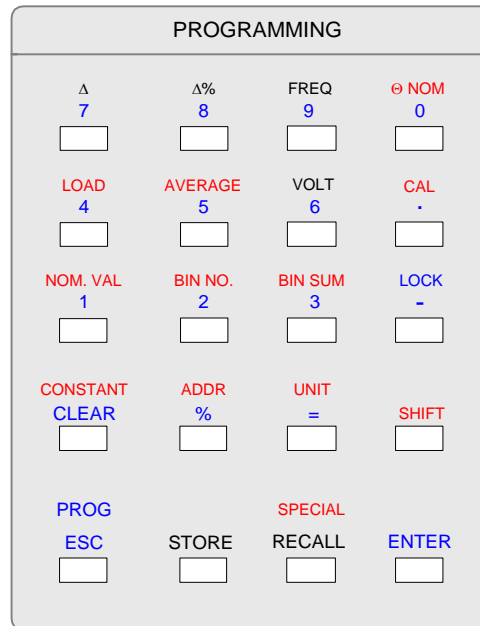 PROGRAMMING
Δ Δ% FREQ Θ NOM
7 8 9 0
LOAD AVERAGE VOLT CAL
4 5 6 ·
NOM. VAL BIN NO. BIN SUM LOCK
1 2 3 -
CONSTANT ADDR UNIT
CLEAR % = SHIFT
PROG SPECIAL
ESC STORE RECALL ENTER